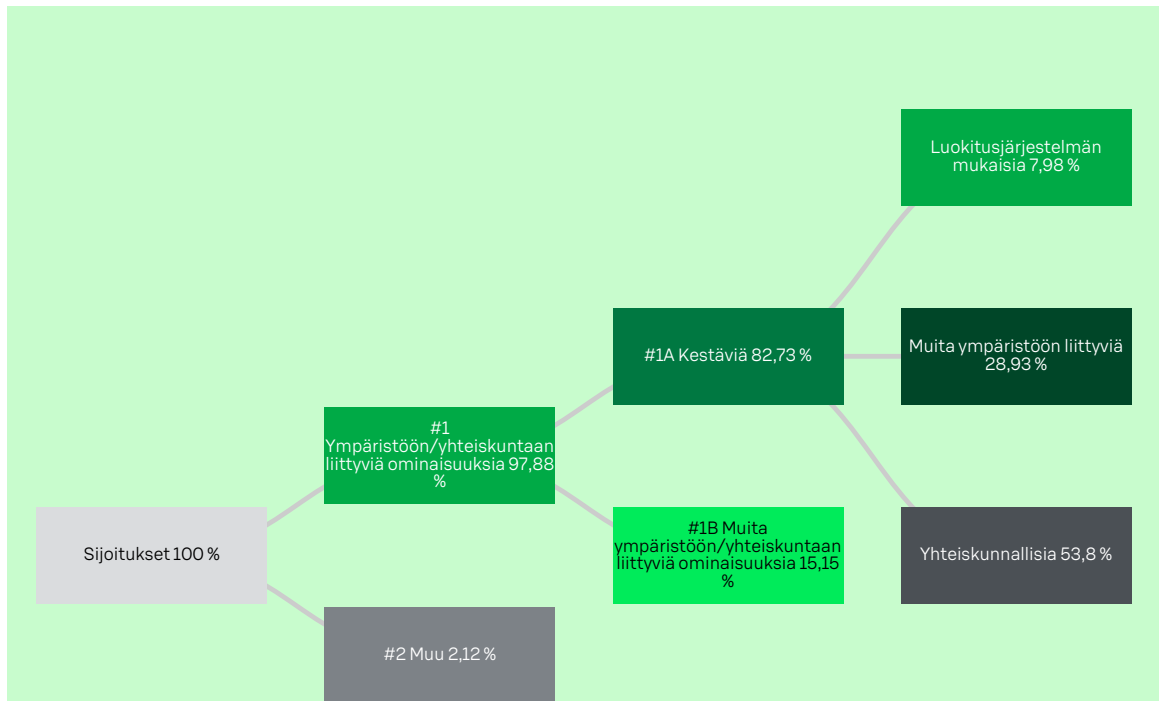 Luokitusjärjestelmän
mukaisia 7,98 %
#1A Kestäviä 82,73 %
Muita ympäristöön liittyviä
28,93 %
#1
Ympäristöön/yhteiskuntaan
liittyviä ominaisuuksia 97,88
%
Sijoitukset 100 %
#1B Muita
ympäristöön/yhteiskuntaan
liittyviä ominaisuuksia 15,15
%
Yhteiskunnallisia 53,8 %
#2 Muu 2,12 %